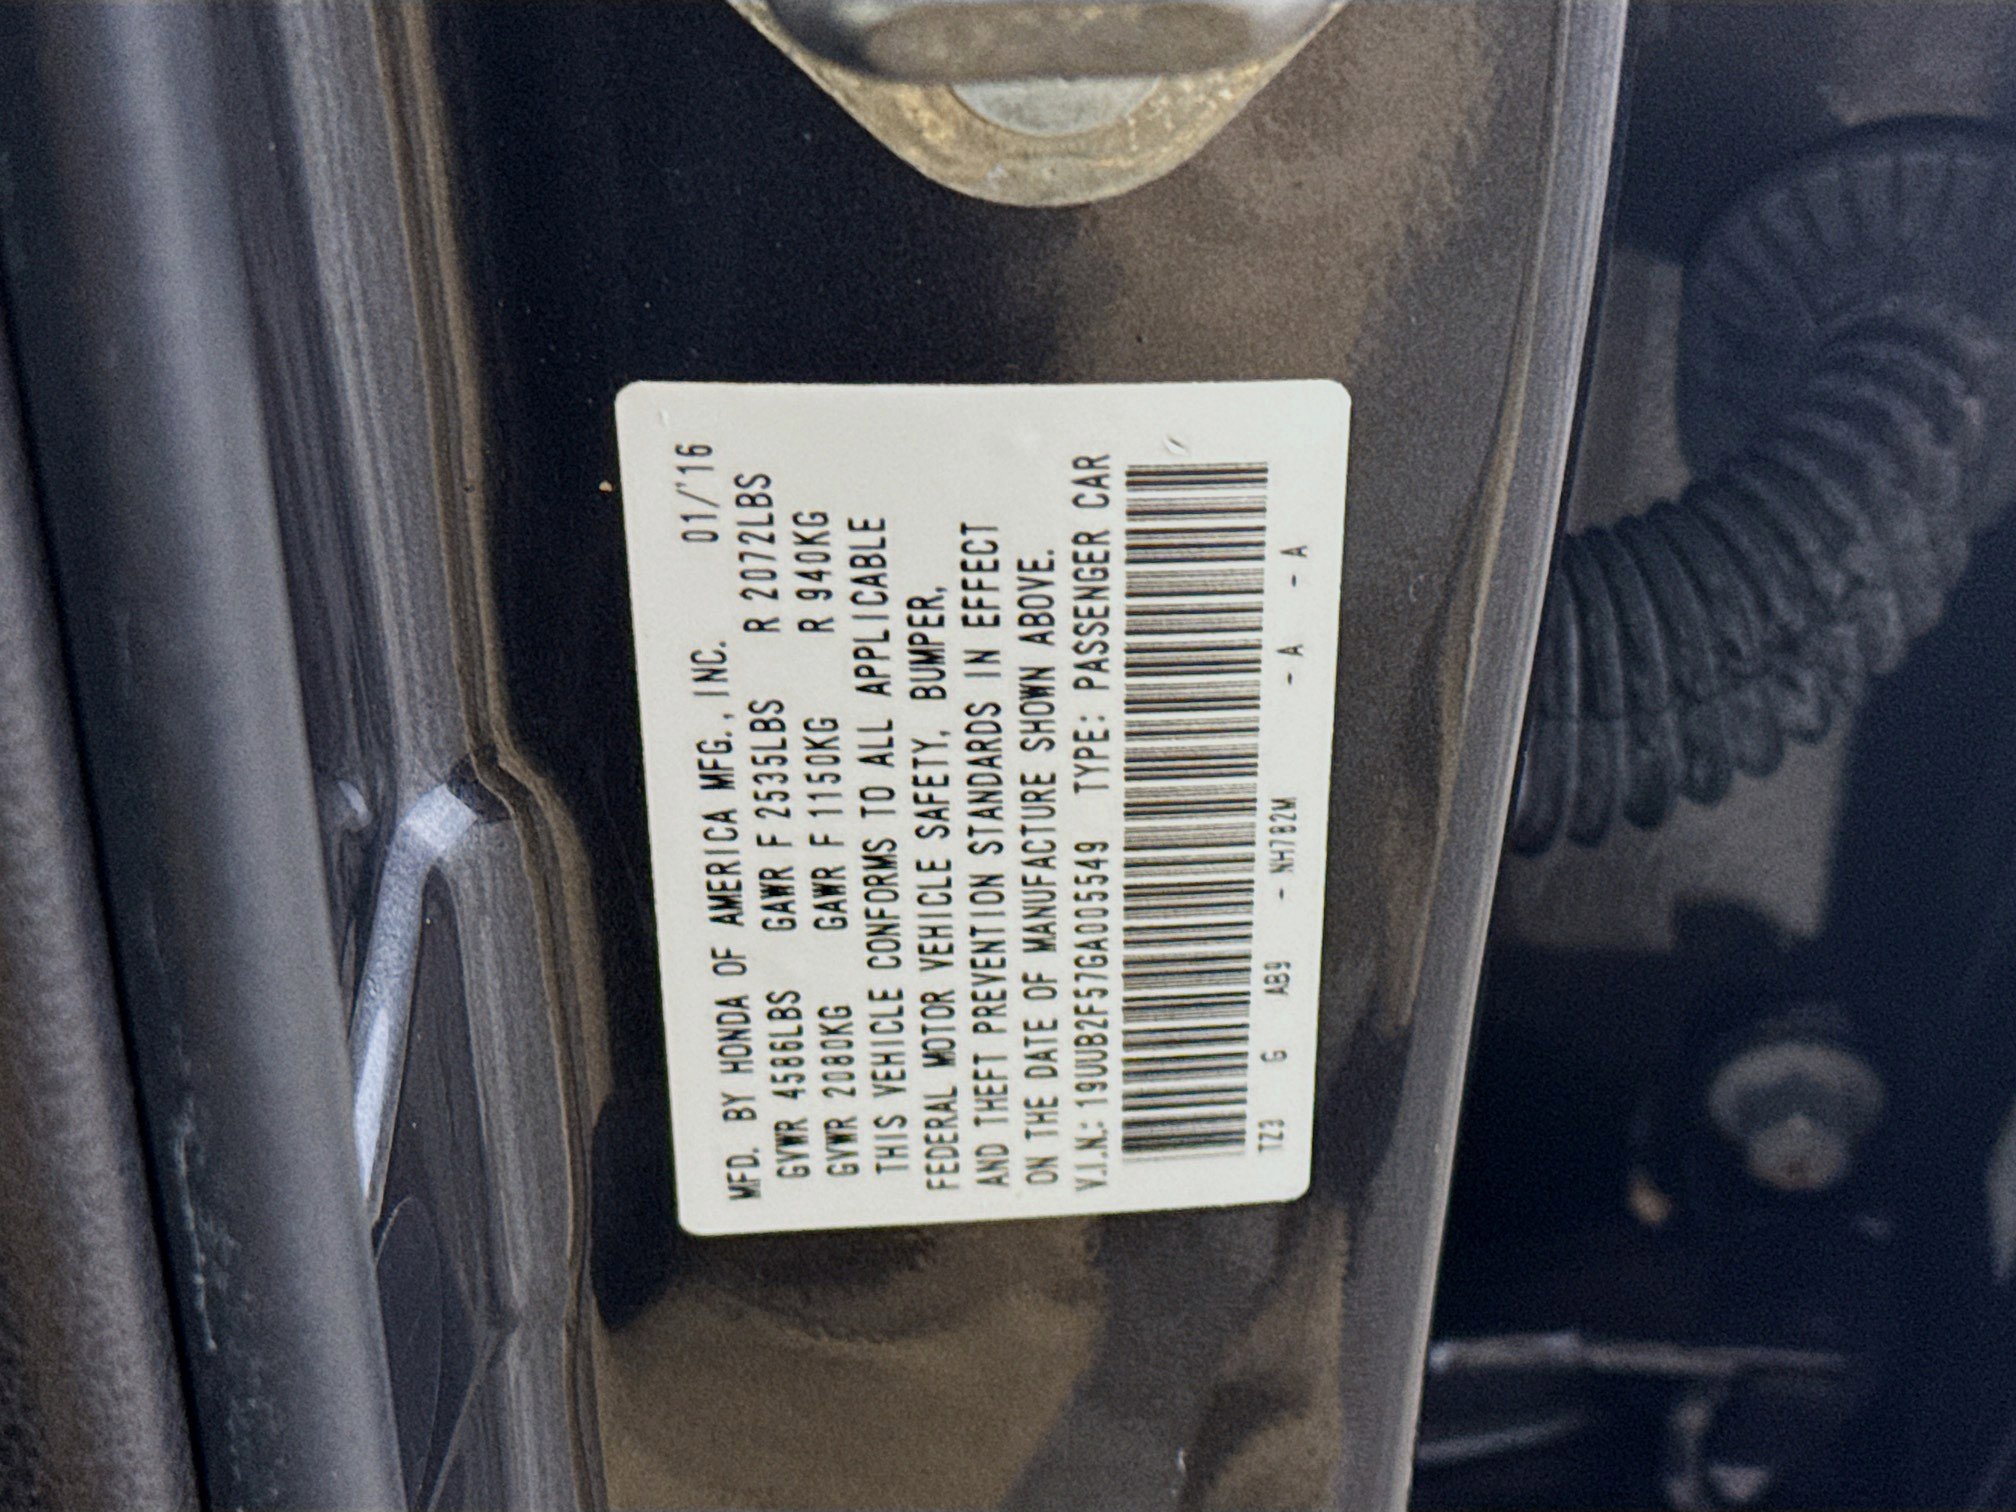 MFD. BY HONDA OF AMERICA MFG., INC. 01/'16
GVWR 4586LBS GAWR F 2535LBS R 2072LBS
GVWR 2080KG GAWR F 1150KG R 940KG
THIS VEHICLE CONFORMS TO ALL APPLICABLE
FEDERAL MOTOR VEHICLE SAFETY, BUMPER,
AND THEFT PREVENTION STANDARDS IN EFFECT
ON THE DATE OF MANUFACTURE SHOWN ABOVE.
V.I.N.: 19UUB2F57GA005549 TYPE: PASSENGER CAR
TZ3 G AB9 - NH782M - A - A